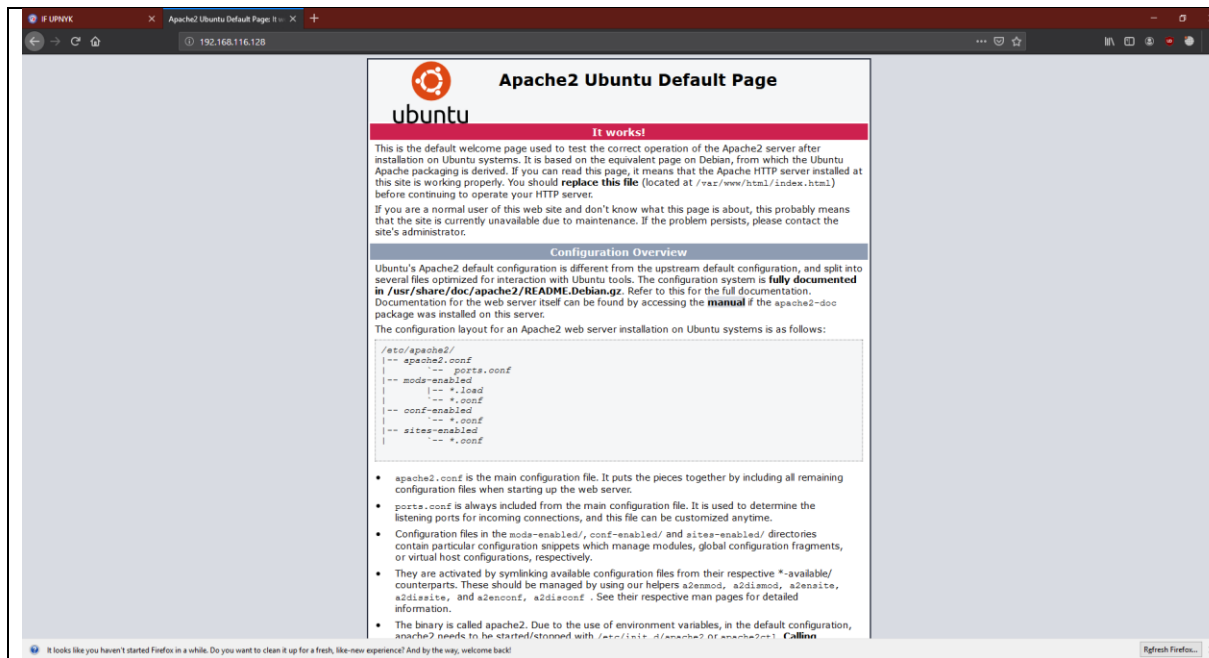 IF UPNYK
Apache2 Ubuntu Default Page: It w
192.168.116.128
ubuntu
Apache2 Ubuntu Default Page
It works!
This is the default welcome page used to test the correct operation of the Apache2 server after
installation on Ubuntu systems. It is based on the equivalent page on Debian, from which the Ubuntu
Apache packaging is derived. If you can read this page, it means that the Apache HTTP server installed at
this site is working properly. You should replace this file (located at /var/www/html/index.html)
before continuing to operate your HTTP server.
If you are a normal user of this web site and don't know what this page is about, this probably means
that the site is currently unavailable due to maintenance. If the problem persists, please contact the
site's administrator.
Configuration Overview
Ubuntu's Apache2 default configuration is different from the upstream default configuration, and split into
several files optimized for interaction with Ubuntu tools. The configuration system is fully documented
in /usr/share/doc/apache2/README.Debian.gz. Refer to this for the full documentation.
Documentation for the web server itself can be found by accessing the manual if the apache2-doc
package was installed on this server.
The configuration layout for an Apache2 web server installation on Ubuntu systems is as follows:
/etc/apache2/
|-- apache2.conf
|       `--  ports.conf
|-- mods-enabled
|       |-- *.load
|       `-- *.conf
|-- conf-enabled
|       `-- *.conf
|-- sites-enabled
|       `-- *.conf
• apache2.conf is the main configuration file. It puts the pieces together by including all remaining
configuration files when starting up the web server.
• ports.conf is always included from the main configuration file. It is used to determine the
listening ports for incoming connections, and this file can be customized anytime.
• Configuration files in the mods-enabled/, conf-enabled/ and sites-enabled/ directories
contain particular configuration snippets which manage modules, global configuration fragments,
or virtual host configurations, respectively.
• They are activated by symlinking available configuration files from their respective *-available/
counterparts. These should be managed by using our helpers a2enmod, a2dismod, a2ensite,
a2dissite, and a2enconf, a2disconf . See their respective man pages for detailed
information.
• The binary is called apache2. Due to the use of environment variables, in the default configuration,
apache2 needs to be started/stopped with /etc/init.d/apache2 or apache2ctl. Calling
It looks like you haven't started Firefox in a while. Do you want to clean it up for a fresh, like-new experience? And by the way, welcome back!
Refresh Firefox...